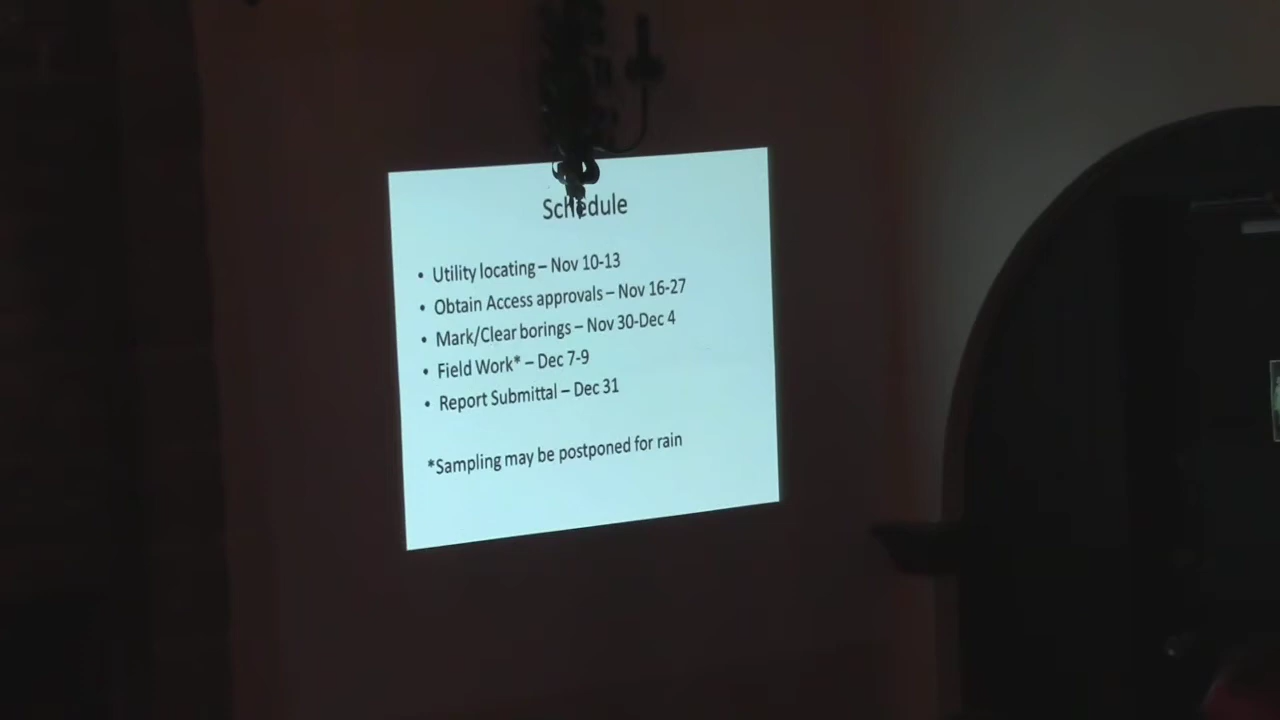 Schedule
• Utility locating – Nov 10-13
• Obtain Access approvals – Nov 16-27
• Mark/Clear borings – Nov 30-Dec 4
• Field Work* – Dec 7-9
• Report Submittal – Dec 31
*Sampling may be postponed for rain